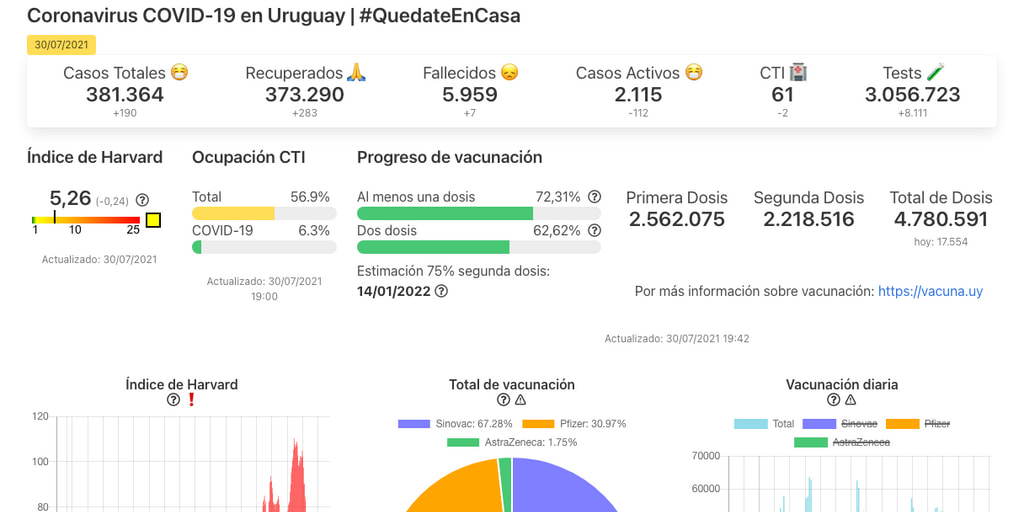 Coronavirus COVID-19 en Uruguay | #QuedateEnCasa
30/07/2021
Casos Totales 😷 Recuperados 🙏 Fallecidos 😞 Casos Activos 😷 CTI 🏥 Tests 🧪
381.364 373.290 5.959 2.115 61 3.056.723
+190 +283 +7 -112 -2 +8.111
Índice de Harvard
5,26 (-0,24)
1 10 25
Actualizado: 30/07/2021
Ocupación CTI
Total 56.9%
COVID-19 6.3%
Actualizado: 30/07/2021
19:00
Progreso de vacunación
Al menos una dosis 72,31%
Dos dosis 62,62%
Estimación 75% segunda dosis:
14/01/2022
Primera Dosis Segunda Dosis Total de Dosis
2.562.075 2.218.516 4.780.591
hoy: 17.554
Por más información sobre vacunación: https://vacuna.uy
Actualizado: 30/07/2021 19:42
Índice de Harvard
120
100
80
Total de vacunación
Sinovac: 67.28% Pfizer: 30.97%
AstraZeneca: 1.75%
Vacunación diaria
Total Sinovac Pfizer
AstraZeneca
70000
60000